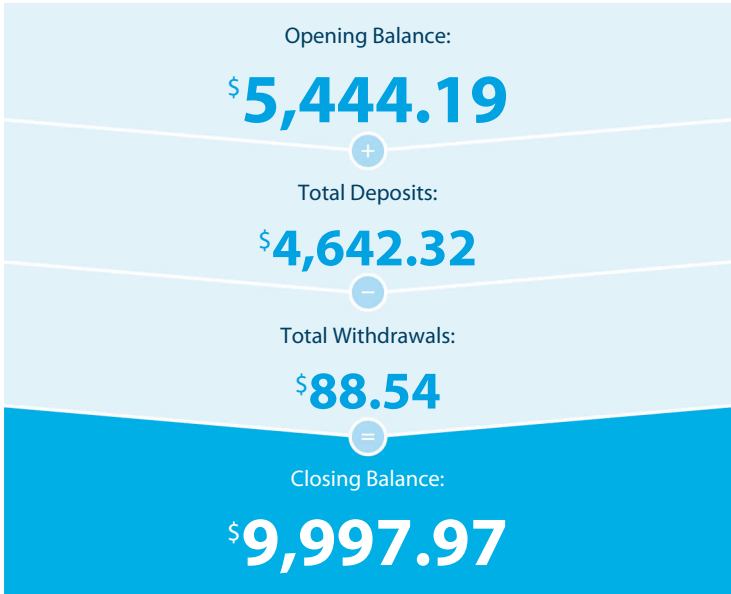 Opening Balance:
$5,444.19
+
Total Deposits:
$4,642.32
−
Total Withdrawals:
$88.54
=
Closing Balance:
$9,997.97